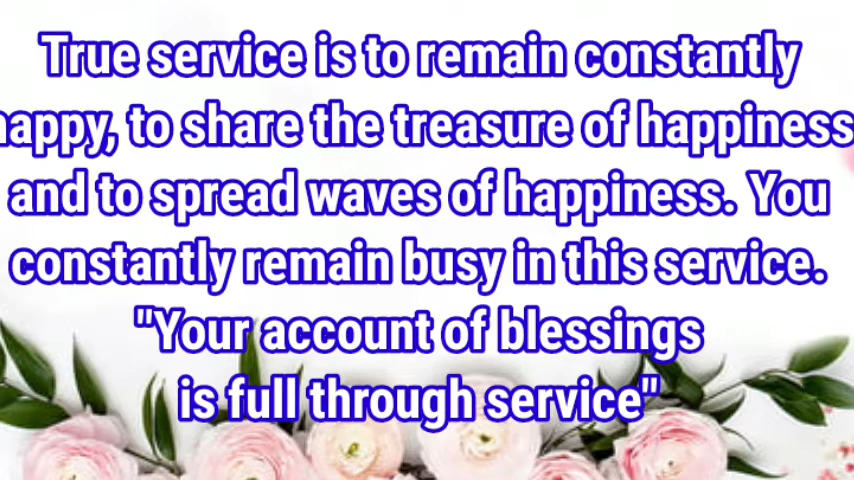 True service is to remain constantly
happy, to share the treasure of happiness
and to spread waves of happiness. You
constantly remain busy in this service.
"Your account of blessings
is full through service"